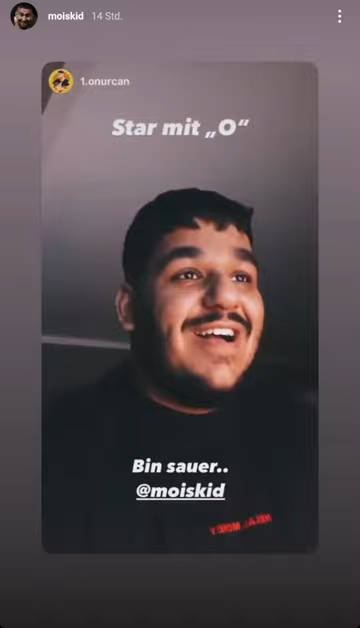 moiskid 14 Std.
1.onurcan
Star mit „O“
Bin sauer..
@moiskid